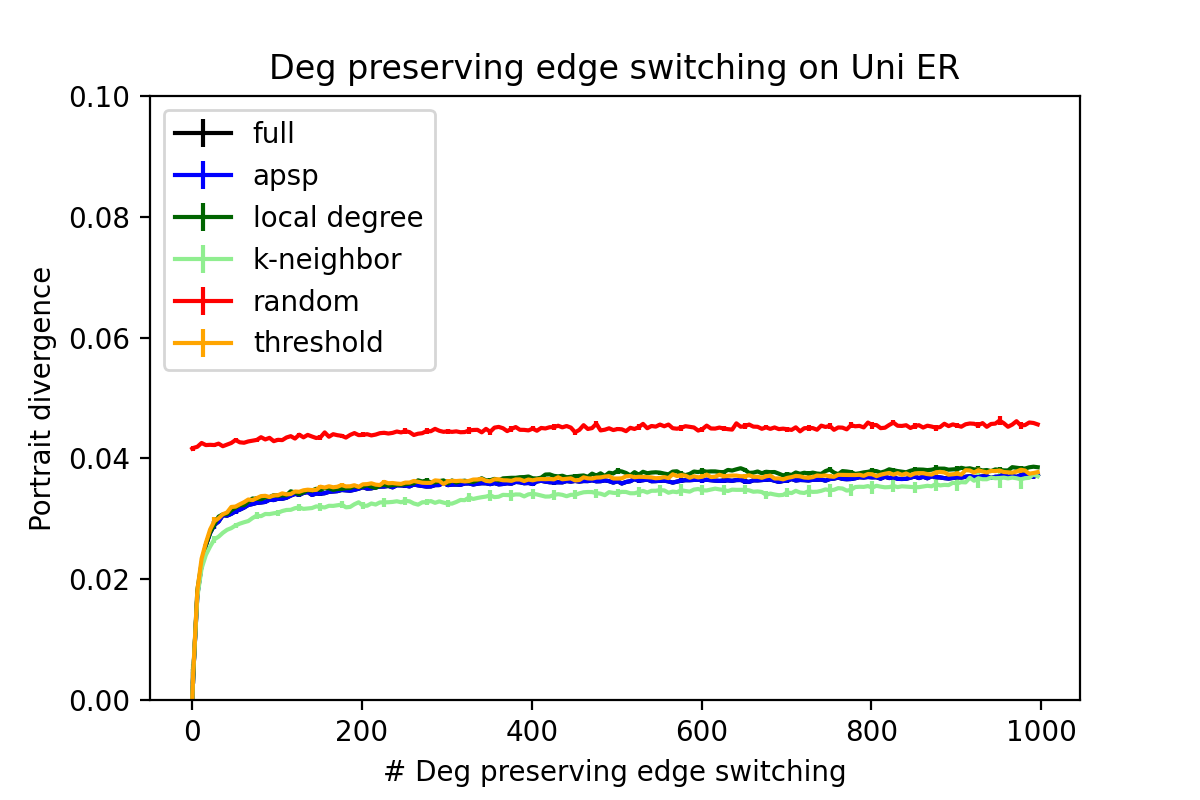 Deg preserving edge switching on Uni ER
0.10
0.08
0.06
0.04
0.02
0.00
Portrait divergence
full
apsp
local degree
k-neighbor
random
threshold
0 200 400 600 800 1000
# Deg preserving edge switching